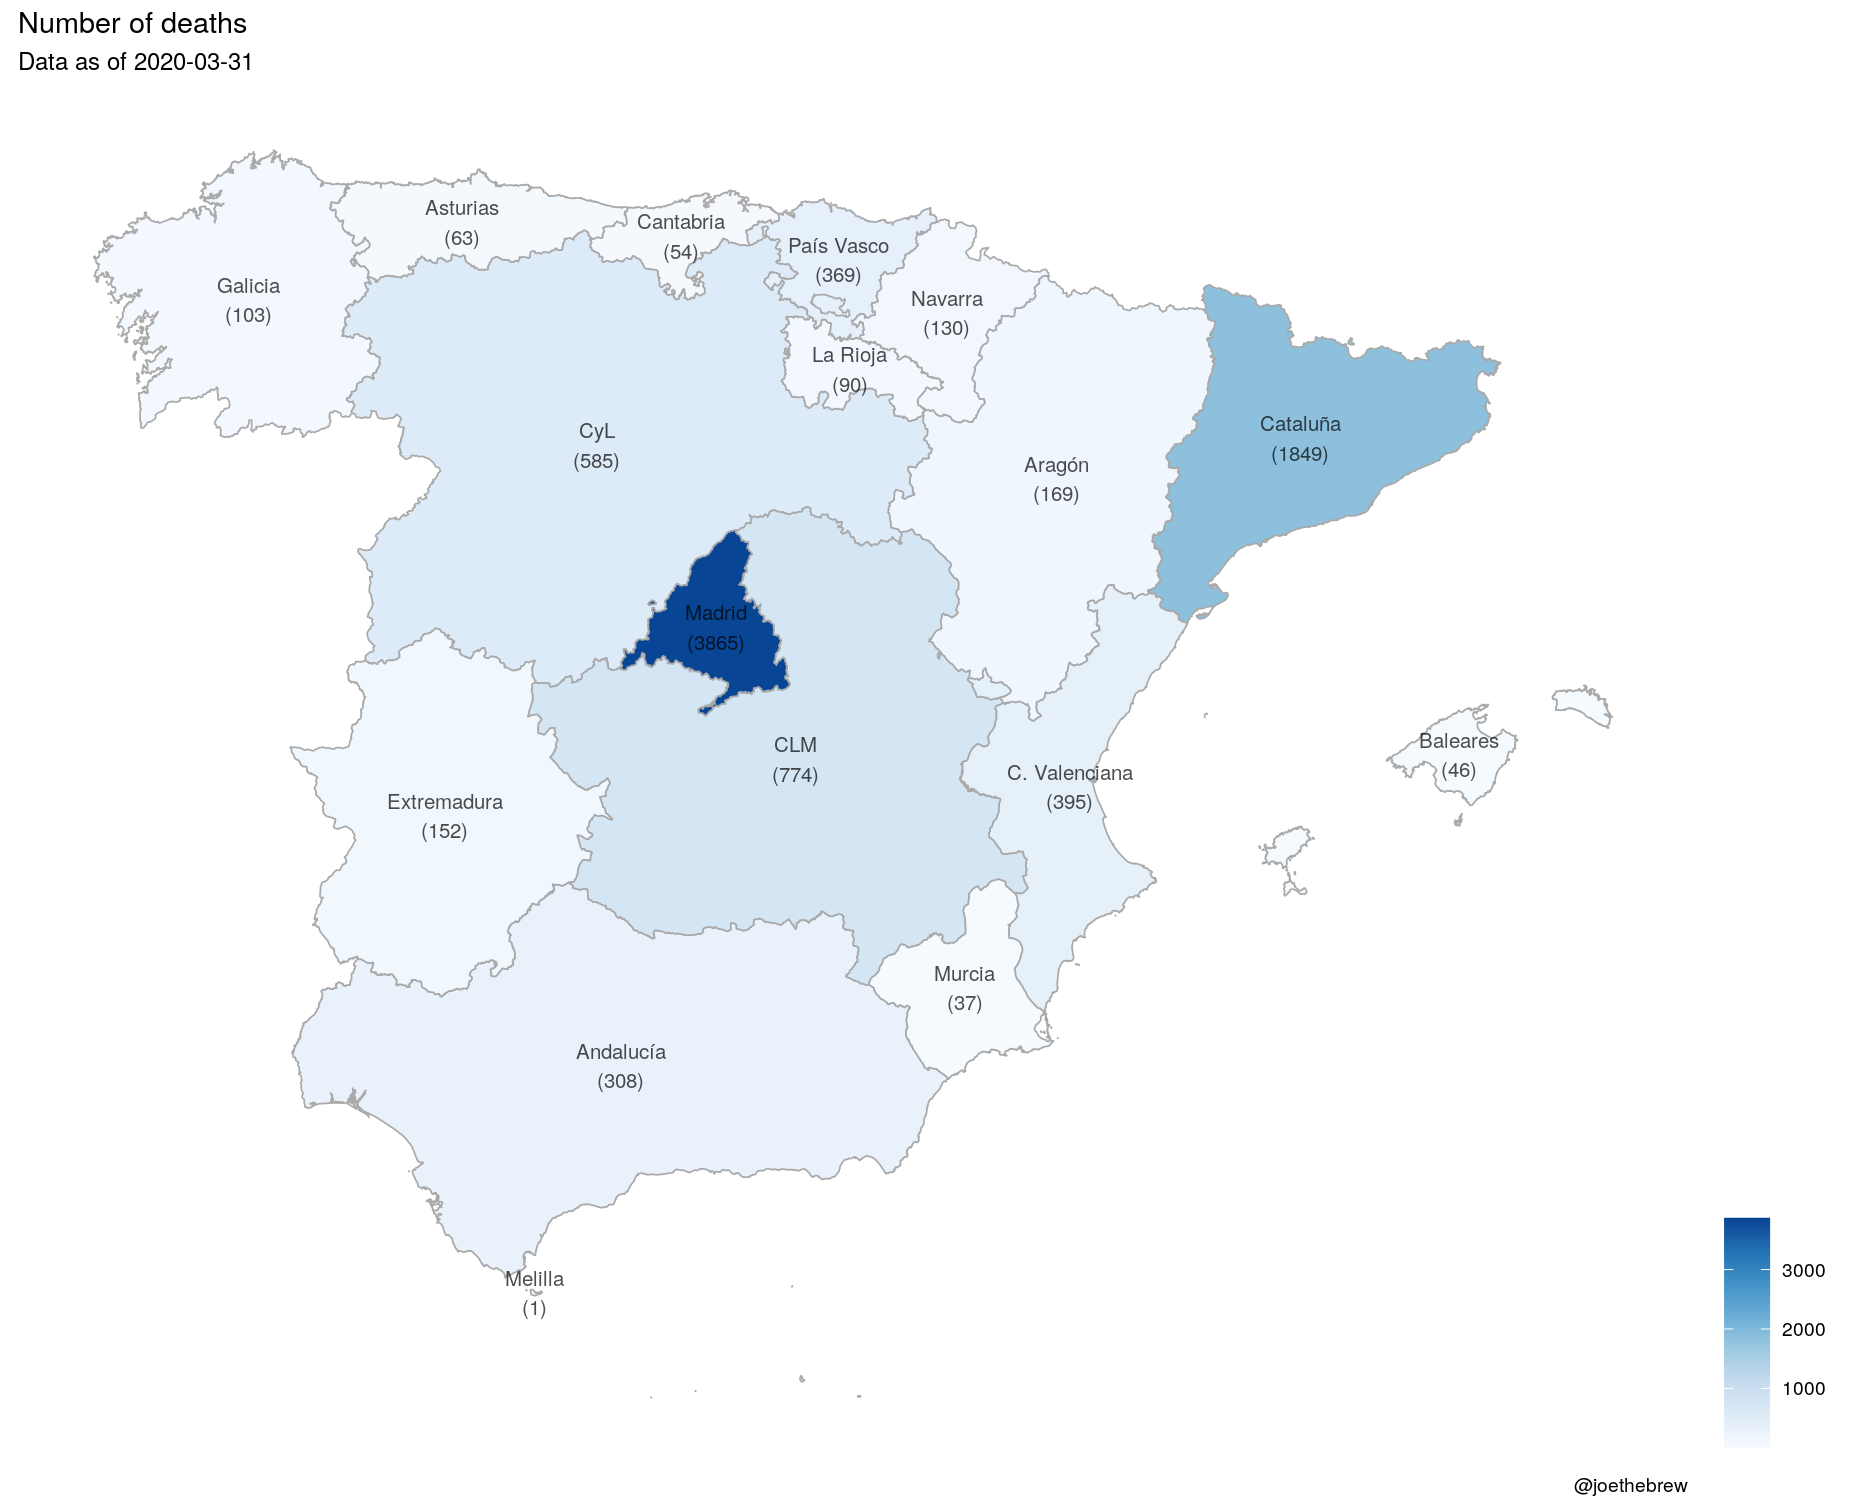 Number of deaths
Data as of 2020-03-31
Asturias
(63)
Cantabria
(54)
País Vasco
(369)
Galicia
(103)
Navarra
(130)
La Rioja
(90)
CyL
(585)
Aragón
(169)
Cataluña
(1849)
Madrid
(3865)
CLM
(774)
C. Valenciana
(395)
Baleares
(46)
Extremadura
(152)
Murcia
(37)
Andalucía
(308)
Melilla
(1)
3000
2000
1000
@joethebrew